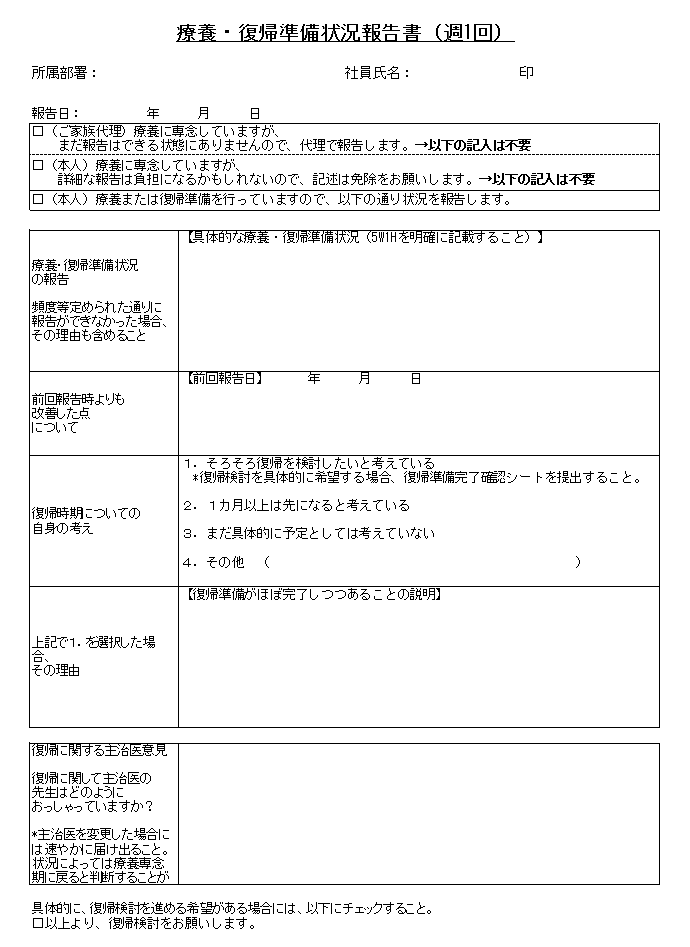 療養・復帰準備状況報告書（週1回）
所属部署： 社員氏名： 印
報告日： 年 月 日
□（ご家族代理）療養に専念していますが、
まだ報告はできる状態にありませんので、代理で報告します。→以下の記入は不要
□（本人）療養に専念していますが、
詳細な報告は負担になるかもしれないので、記述は免除をお願いします。→以下の記入は不要
□（本人）療養または復帰準備を行っていますので、以下の通り状況を報告します。
療養・復帰準備状況
の報告
頻度等定められた通りに
報告ができなかった場合、
その理由も含めること
【具体的な療養・復帰準備状況（5W1Hを明確に記載すること）】
前回報告時よりも
改善した点
について
【前回報告日】 年 月 日
復帰時期についての
自身の考え
１．そろそろ復帰を検討したいと考えている
*復帰検討を具体的に希望する場合、復帰準備完了確認シートを提出すること。
２．１カ月以上は先になると考えている
３．まだ具体的に予定としては考えていない
４．その他 （ ）
上記で１．を選択した場
合、
その理由
【復帰準備がほぼ完了しつつあることの説明】
復帰に関する主治医意見
復帰に関して主治医の
先生はどのように
おっしゃっていますか？
*主治医を変更した場合に
は速やかに届け出ること。
状況によっては療養専念
期に戻ると判断することが
具体的に、復帰検討を進める希望がある場合には、以下にチェックすること。
□以上より、復帰検討をお願いします。